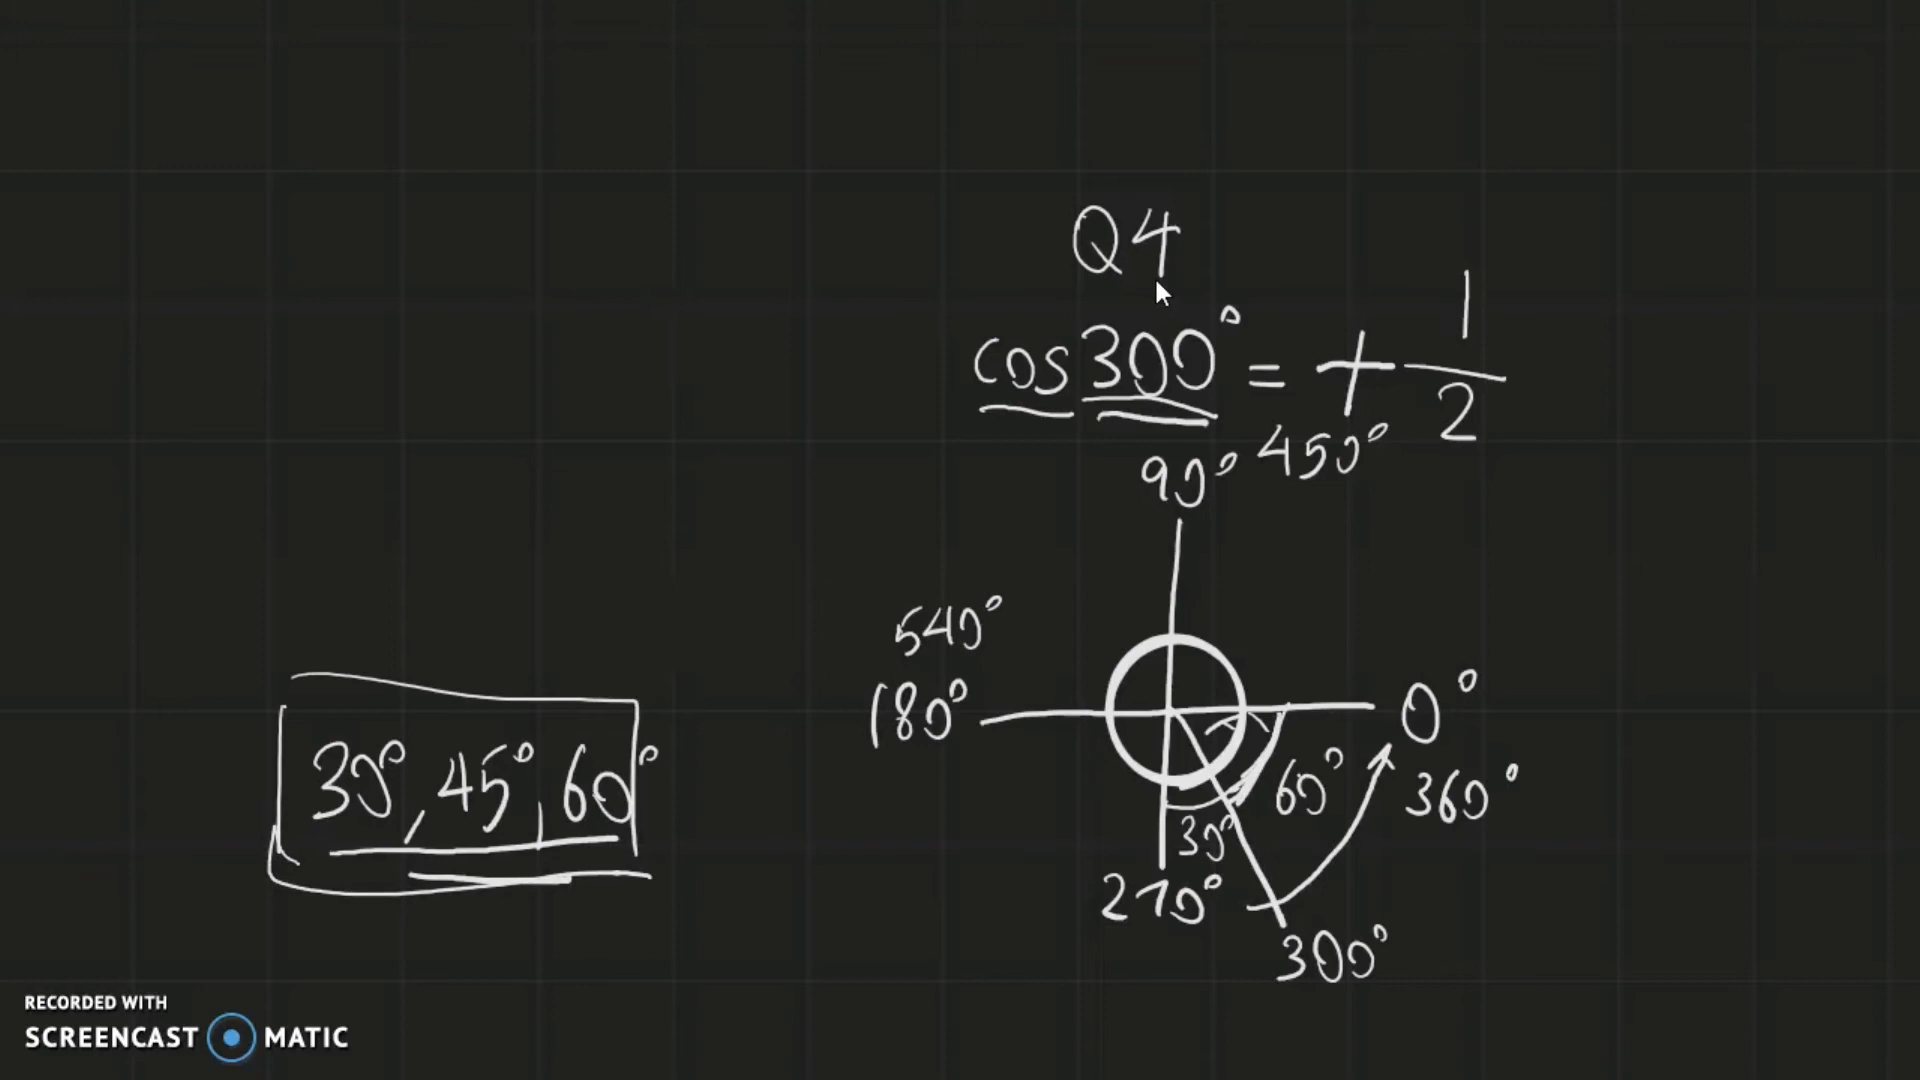 Q4
cos 300° = + 1/2
90° 450°
540°
180°
0°
360°
60°
30°
270°
300°
30°, 45°, 60°
RECORDED WITH
SCREENCAST MATIC